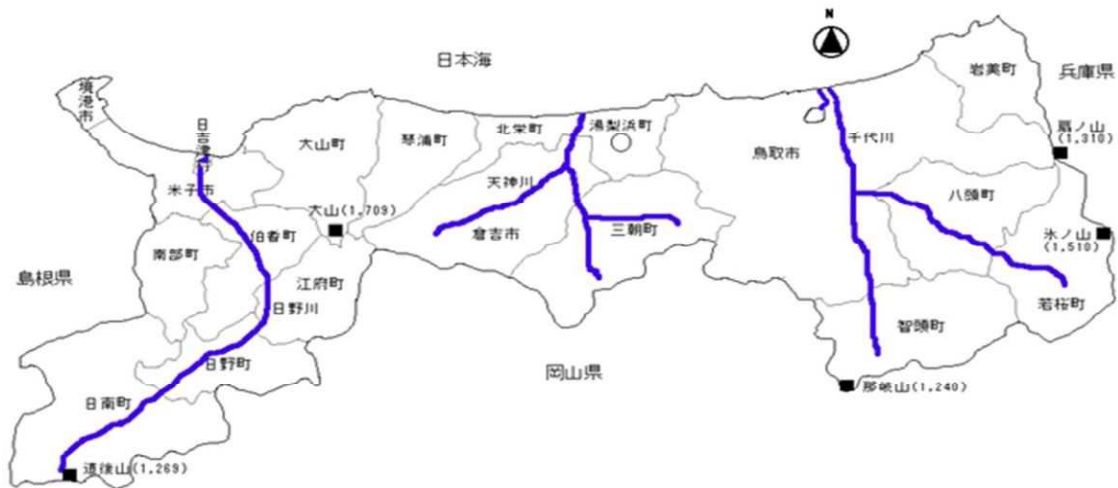 N
日本海
兵庫県
岩美町
境港市
扇ノ山
(1,310)
日吉津村
大山町
琴浦町
北栄町
湯梨浜町
鳥取市
千代川
米子市
天神川
八頭町
大山(1,709)
伯耆町
倉吉市
三朝町
氷ノ山
(1,510)
南部町
島根県
江府町
日野川
若桜町
智頭町
日野町
岡山県
那岐山(1,240)
日南町
道後山(1,269)